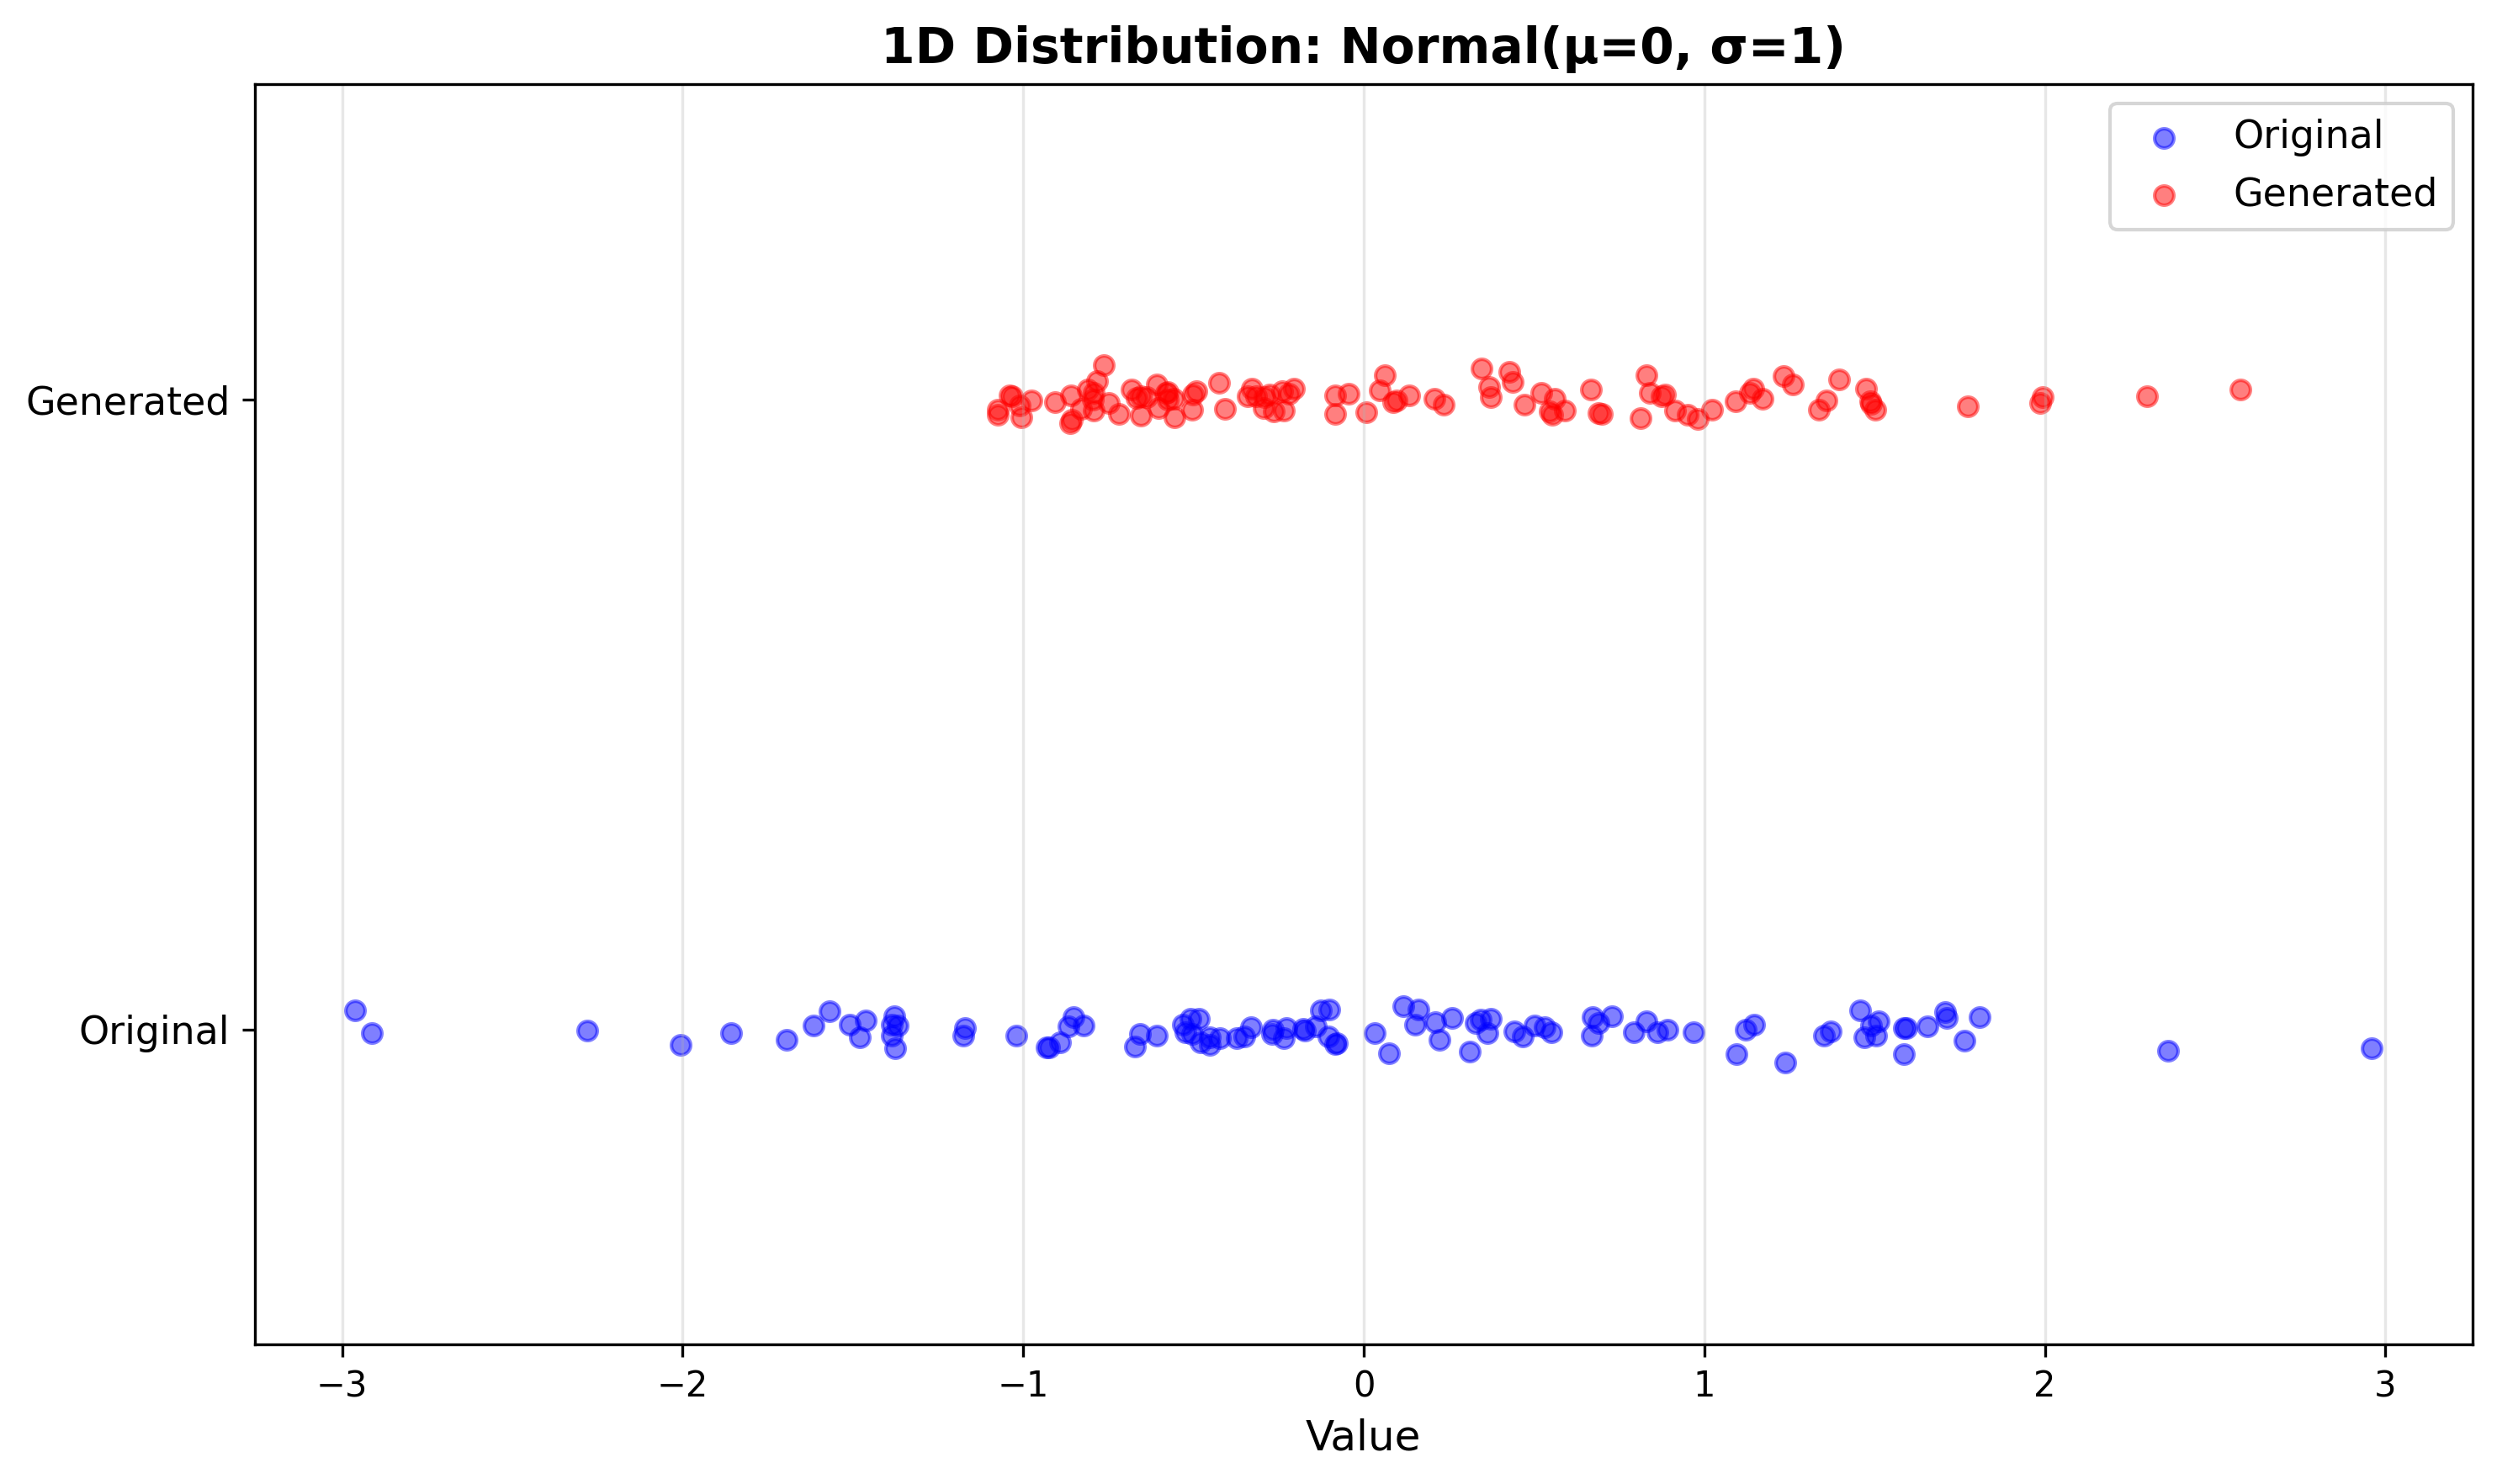 1D Distribution: Normal(μ=0, σ=1)
Original
Generated
Generated
Original
−3
−2
−1
0
1
2
3
Value